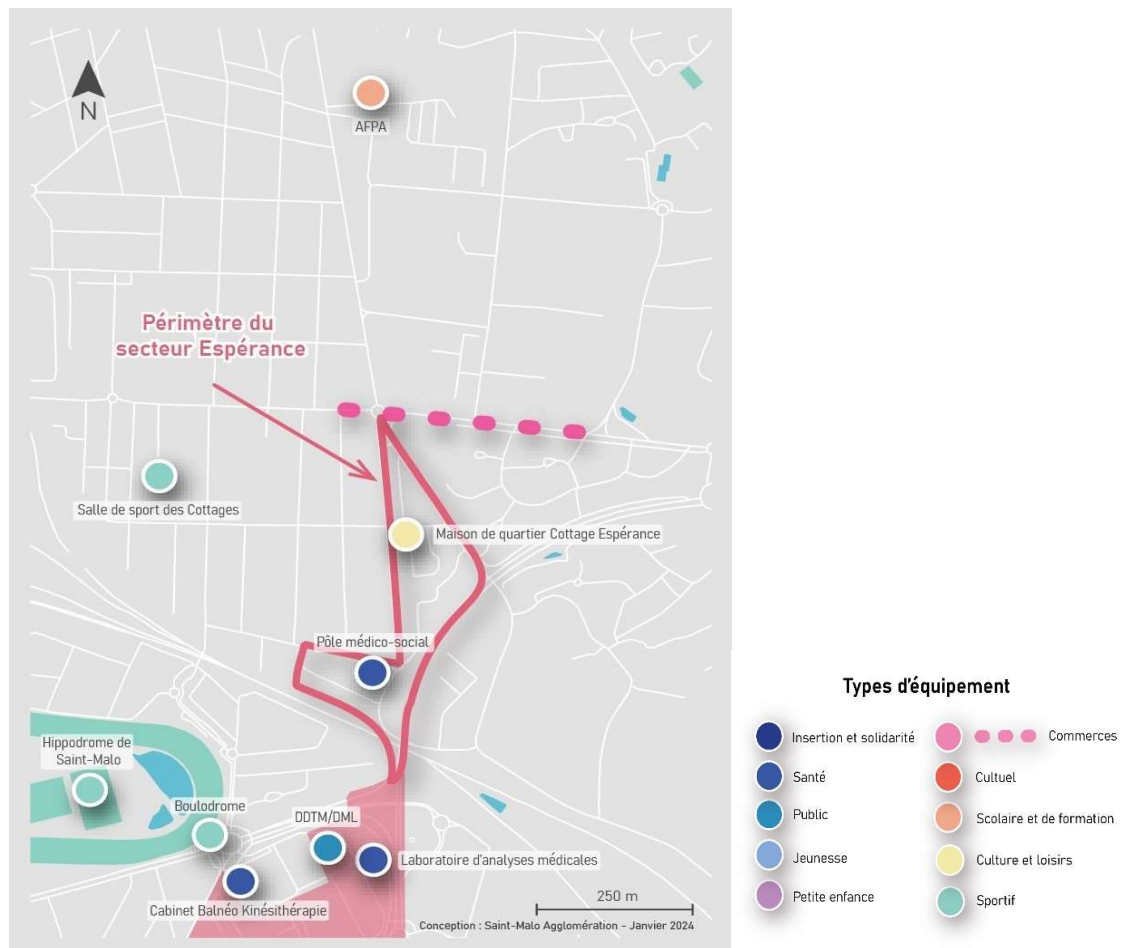 N
AFPA
Périmètre du
secteur Espérance
Salle de sport des Cottages
Maison de quartier Cottage Espérance
Pôle médico-social
Hippodrome de
Saint-Malo
Boulodrome
DDTM/DML
Laboratoire d'analyses médicales
Cabinet Balnéo Kinésithérapie
250 m
Conception : Saint-Malo Agglomération - Janvier 2024
Types d'équipement
Insertion et solidarité
Santé
Public
Jeunesse
Petite enfance
Commerces
Cultuel
Scolaire et de formation
Culture et loisirs
Sportif